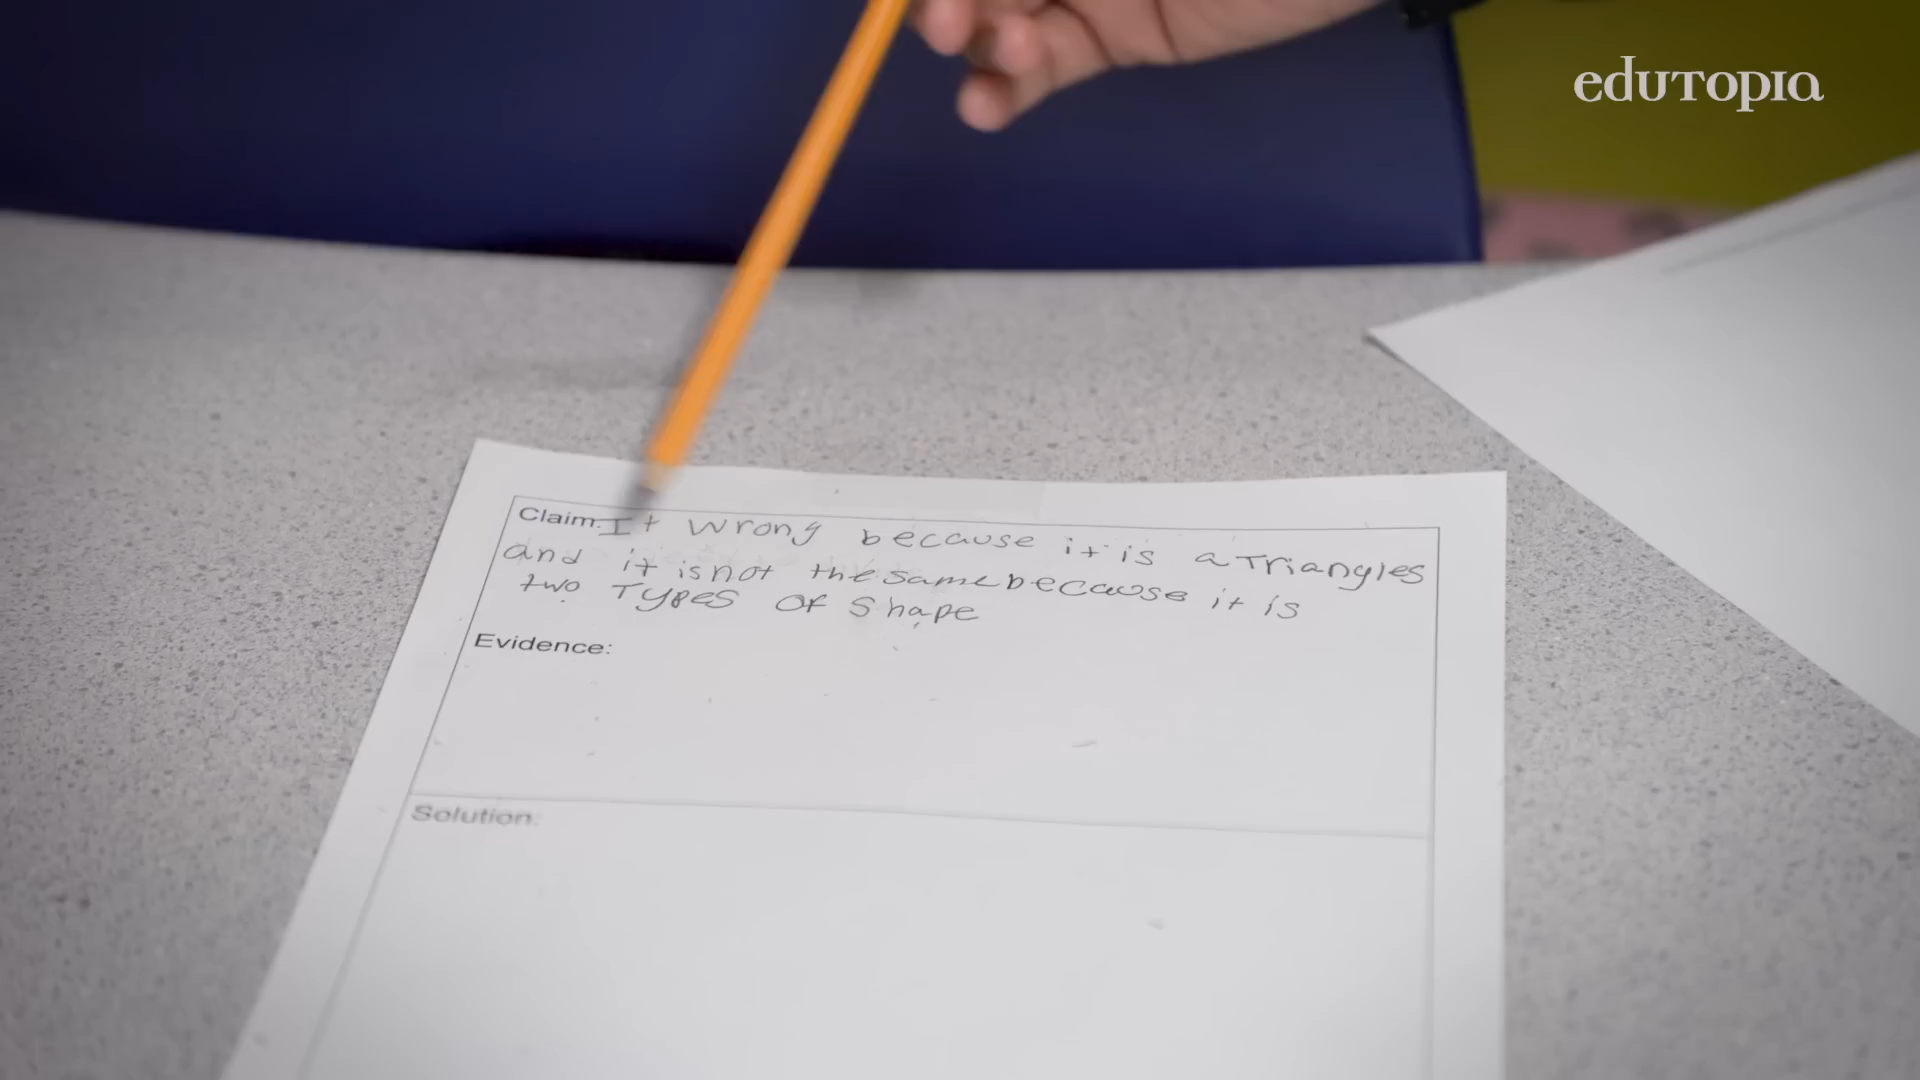 edutopia
Claim: It wrong because it is a Triangles
and it is not the same because it is
two Types of shape
Evidence:
Solution: